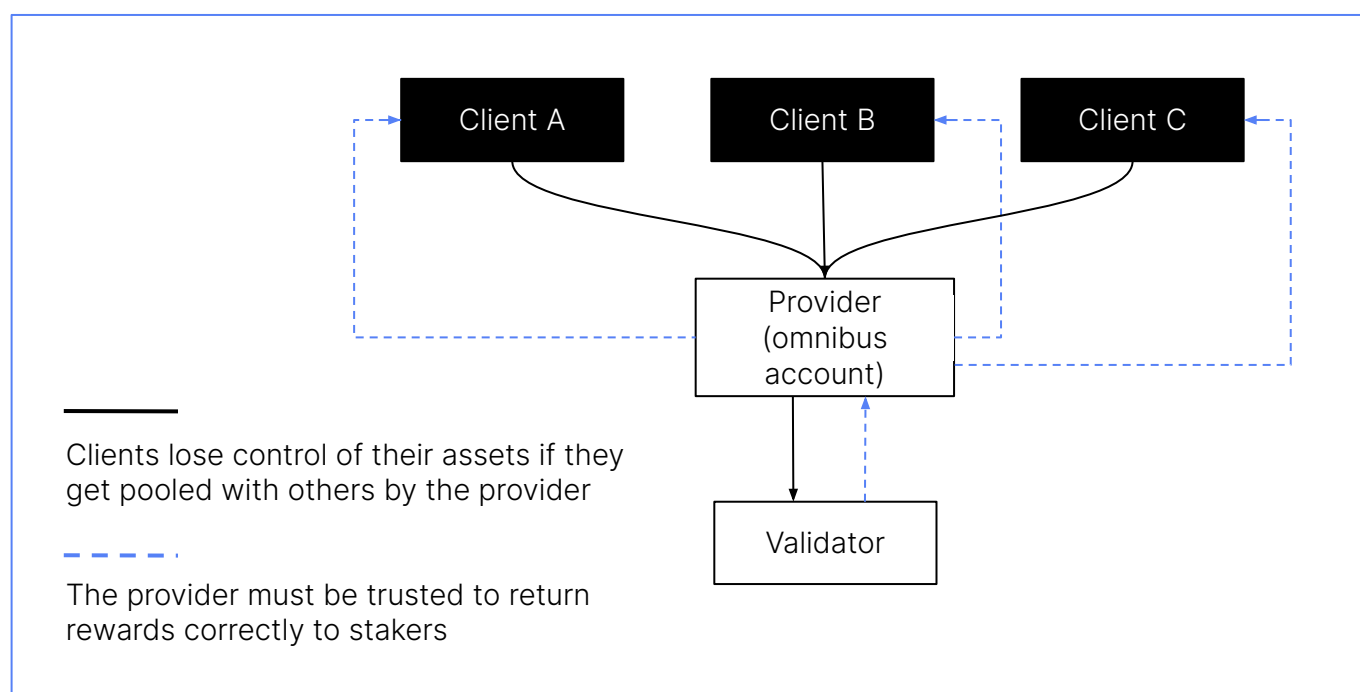 Client A
Client B
Client C
Provider
(omnibus
account)
Clients lose control of their assets if they
get pooled with others by the provider
Validator
The provider must be trusted to return
rewards correctly to stakers